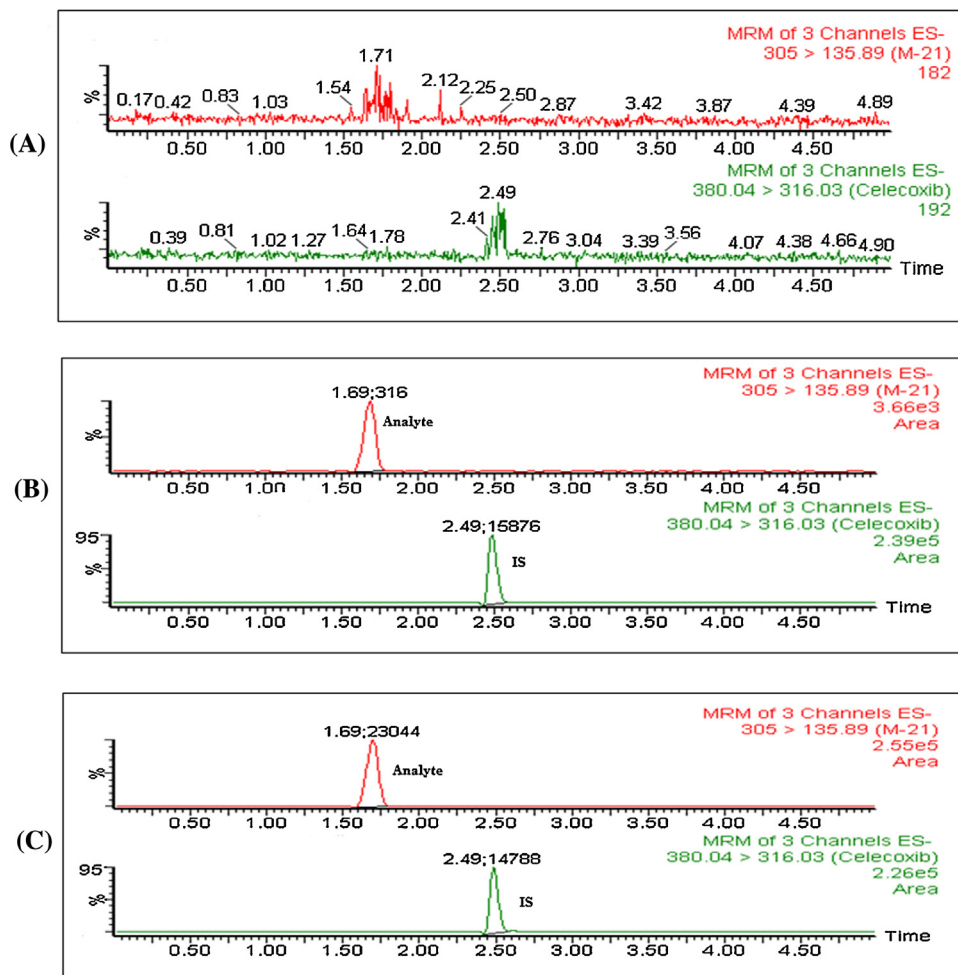 (A)
MRM of 3 Channels ES-
305 > 135.89 (M-21)
182
%
0.17 0.42 0.83 1.03 1.54 1.71 2.12 2.25 2.50 2.87 3.42 3.87 4.39 4.89
0.50 1.00 1.50 2.00 2.50 3.00 3.50 4.00 4.50
MRM of 3 Channels ES-
380.04 > 316.03 (Celecoxib)
192
%
0.39 0.81 1.02 1.27 1.64 1.78 2.41 2.49 2.76 3.04 3.39 3.56 4.07 4.38 4.66 4.90
Time
0.50 1.00 1.50 2.00 2.50 3.00 3.50 4.00 4.50
(B)
MRM of 3 Channels ES-
305 > 135.89 (M-21)
3.66e3
Area
1.69;316
Analyte
%
0.50 1.00 1.50 2.00 2.50 3.00 3.50 4.00 4.50
MRM of 3 Channels ES-
380.04 > 316.03 (Celecoxib)
2.39e5
Area
2.49;15876
95
IS
%
Time
0.50 1.00 1.50 2.00 2.50 3.00 3.50 4.00 4.50
(C)
MRM of 3 Channels ES-
305 > 135.89 (M-21)
2.55e5
Area
1.69;23044
Analyte
%
0.50 1.00 1.50 2.00 2.50 3.00 3.50 4.00 4.50
MRM of 3 Channels ES-
380.04 > 316.03 (Celecoxib)
2.26e5
Area
2.49;14788
95
IS
%
Time
0.50 1.00 1.50 2.00 2.50 3.00 3.50 4.00 4.50